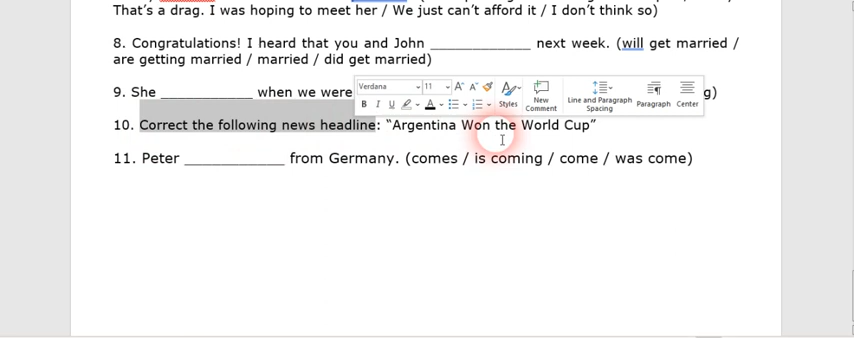 That's a drag. I was hoping to meet her / We just can't afford it / I don't think so)
8. Congratulations! I heard that you and John ____________ next week. (will get married /
are getting married / married / did get married)
9. She ___________ when we were
g)
Verdana 11 Styles New Comment Line and Paragraph Spacing Paragraph Center
B I U A
10. Correct the following news headline: “Argentina Won the World Cup”
11. Peter ____________ from Germany. (comes / is coming / come / was come)